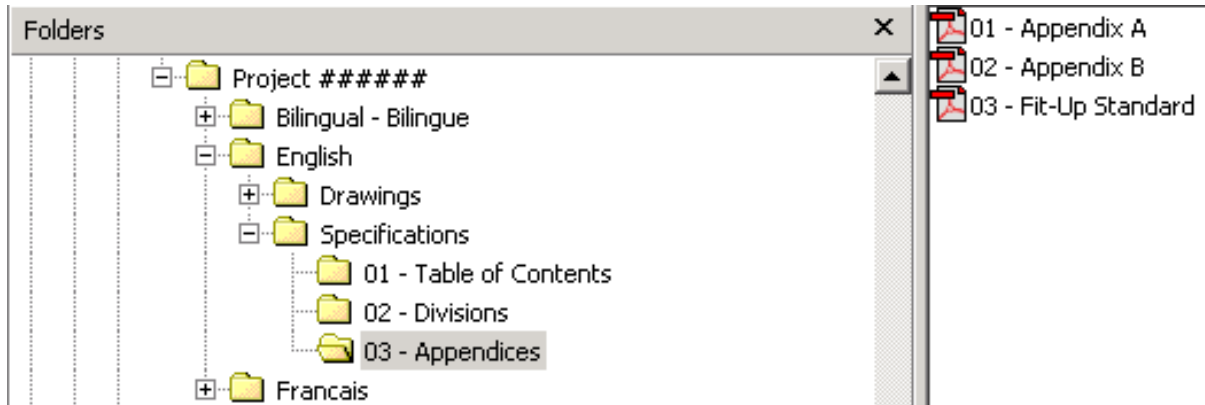 Folders
Project ######
Bilingual - Bilingue
English
Drawings
Specifications
01 - Table of Contents
02 - Divisions
03 - Appendices
Francais
01 - Appendix A
02 - Appendix B
03 - Fit-Up Standard